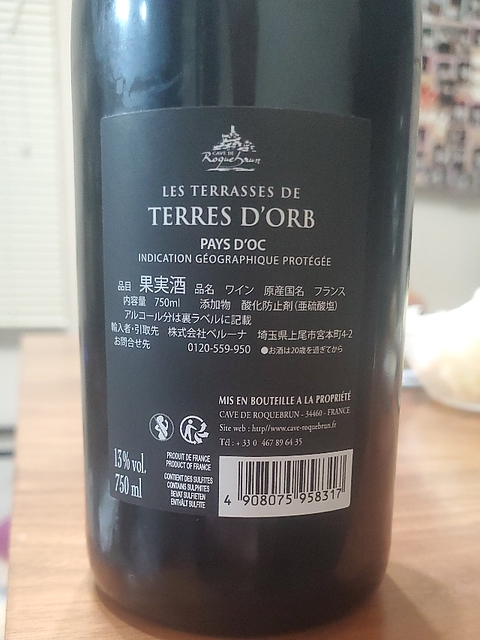 CAVE DE
Roquebrun
LES TERRASSES DE
TERRES D'ORB
PAYS D'OC
INDICATION GÉOGRAPHIQUE PROTÉGÉE
品目 果実酒 品名 ワイン 原産国名 フランス
内容量 750ml 添加物 酸化防止剤(亜硫酸塩)
アルコール分は裏ラベルに記載
輸入者・引取先 株式会社ベルーナ 埼玉県上尾市宮本町4-2
お問合せ先 0120-559-950 ●お酒は20歳を過ぎてから
MIS EN BOUTEILLE A LA PROPRIÉTÉ
CAVE DE ROQUEBRUN - 34460 - FRANCE
Site web : http//www.cave-roquebrun.fr
Tél : + 33 0 467 89 64 35
13% vol.
750 ml
PRODUIT DE FRANCE
PRODUCT OF FRANCE
CONTIENT DES SULFITES
CONTAINS SULPHITES
BEVAT SULFIETEN
ENTHÄLT SULFITE
4 908075 958317